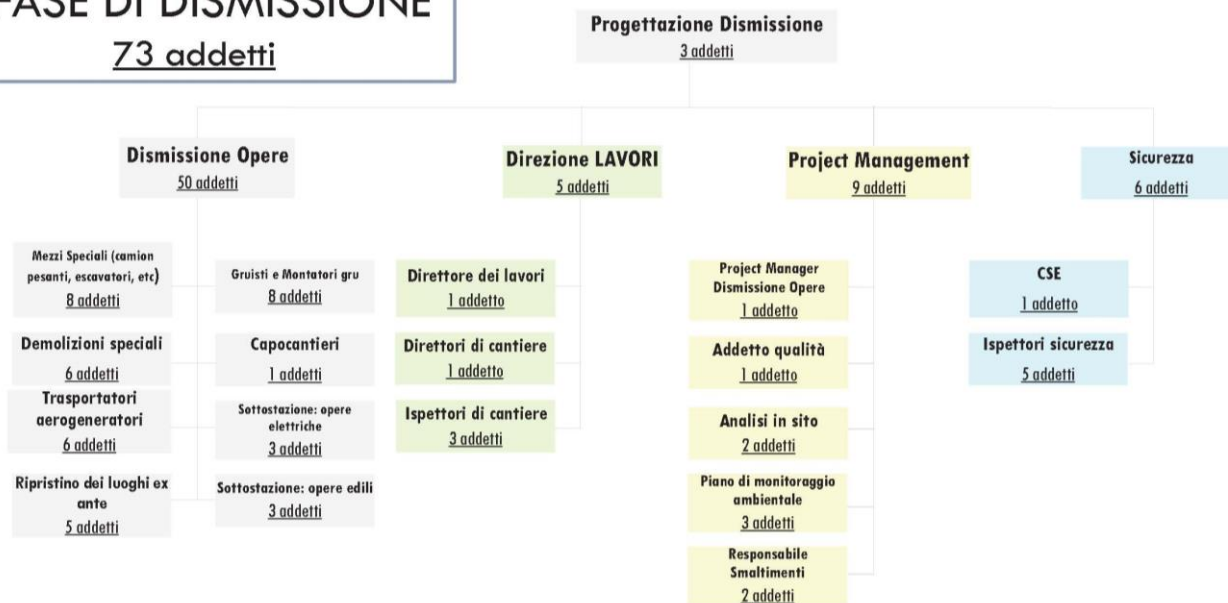 FASE DI DISMISSIONE
73 addetti
Progettazione Dismissione
3 addetti
Dismissione Opere
50 addetti
Direzione LAVORI
5 addetti
Project Management
9 addetti
Sicurezza
6 addetti
Mezzi Speciali (camion
pesanti, escavatori, etc)
8 addetti
Gruisti e Montatori gru
8 addetti
Demolizioni speciali
6 addetti
Capocantieri
1 addetti
Trasportatori
aerogeneratori
6 addetti
Sottostazione: opere
elettriche
3 addetti
Ripristino dei luoghi ex
ante
5 addetti
Sottostazione: opere edili
3 addetti
Direttore dei lavori
1 addetto
Direttori di cantiere
1 addetto
Ispettori di cantiere
3 addetti
Project Manager
Dismissione Opere
1 addetto
Addetto qualità
1 addetto
Analisi in sito
2 addetti
Piano di monitoraggio
ambientale
3 addetti
Responsabile
Smaltimenti
2 addetti
CSE
1 addetto
Ispettori sicurezza
5 addetti